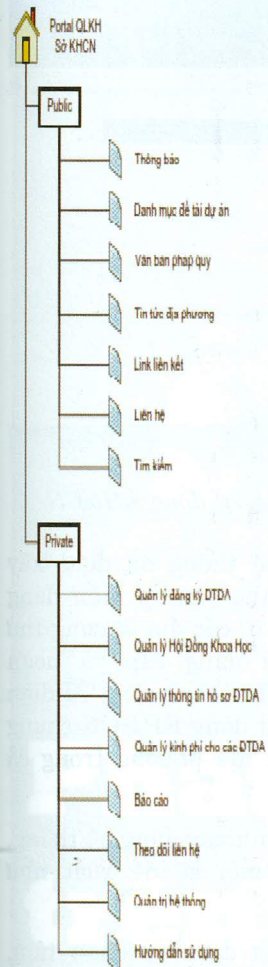 Portal QLKH
Sở KHCN
Public
Thông báo
Danh mục đề tài dự án
Văn bản pháp quy
Tin tức địa phương
Link liên kết
Liên hệ
Tìm kiếm
Private
Quản lý đăng ký ĐTDA
Quản lý Hội Đồng Khoa Học
Quản lý thông tin hồ sơ ĐTDA
Quản lý kinh phí cho các ĐTDA
Báo cáo
Theo dõi liên hệ
Quản trị hệ thống
Hướng dẫn sử dụng